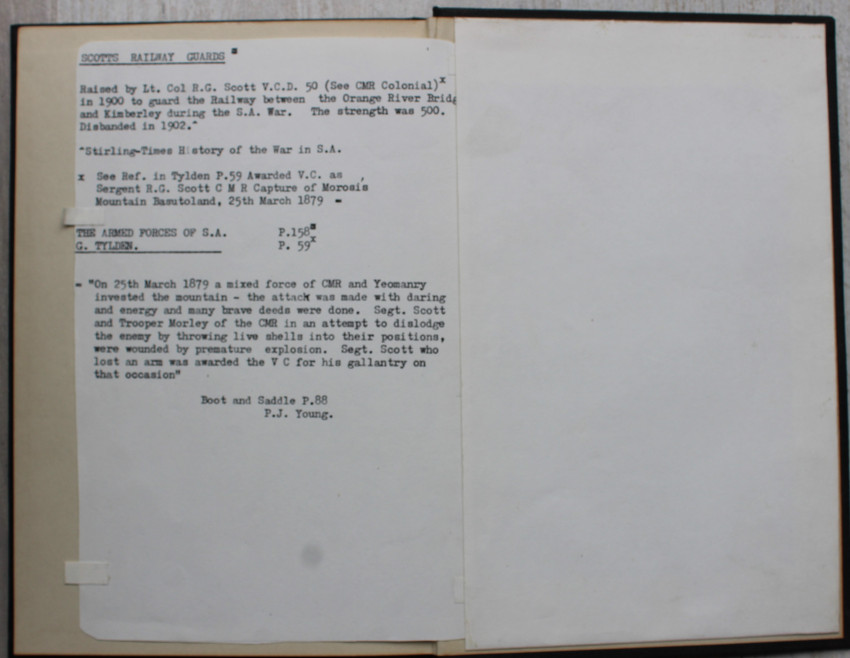 SCOTTS RAILWAY GUARDS ⁼
Raised by Lt. Col R.G. Scott V.C.D. 50 (See CMR Colonial)x
in 1900 to guard the Railway between the Orange River Bridg
and Kimberley during the S.A. War. The strength was 500.
Disbanded in 1902."
"Stirling-Times History of the War in S.A.
x See Ref. in Tylden P.59 Awarded V.C. as ,
Sergent R.G. Scott C M R Capture of Morosis
Mountain Basutoland, 25th March 1879 =
THE ARMED FORCES OF S.A. P.158⁼
G. TYLDEN. P. 59x
= "On 25th March 1879 a mixed force of CMR and Yeomanry
invested the mountain - the attack was made with daring
and energy and many brave deeds were done. Segt. Scott
and Trooper Morley of the CMR in an attempt to dislodge
the enemy by throwing live shells into their positions,
were wounded by premature explosion. Segt. Scott who
lost an arm was awarded the V C for his gallantry on
that occasion"
Boot and Saddle P.88
P.J. Young.